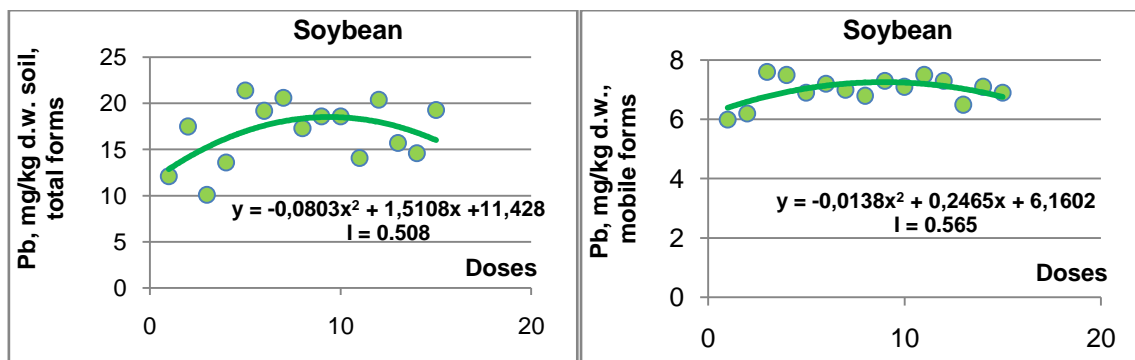 Soybean
Pb, mg/kg d.w. soil,
total forms
25
20
15
10
5
0
y = -0,0803x² + 1,5108x +11,428
I = 0.508
Doses
0
10
20
Soybean
Pb, mg/kg d.w.,
mobile forms
8
6
4
2
0
y = -0,0138x² + 0,2465x + 6,1602
I = 0.565
Doses
0
10
20